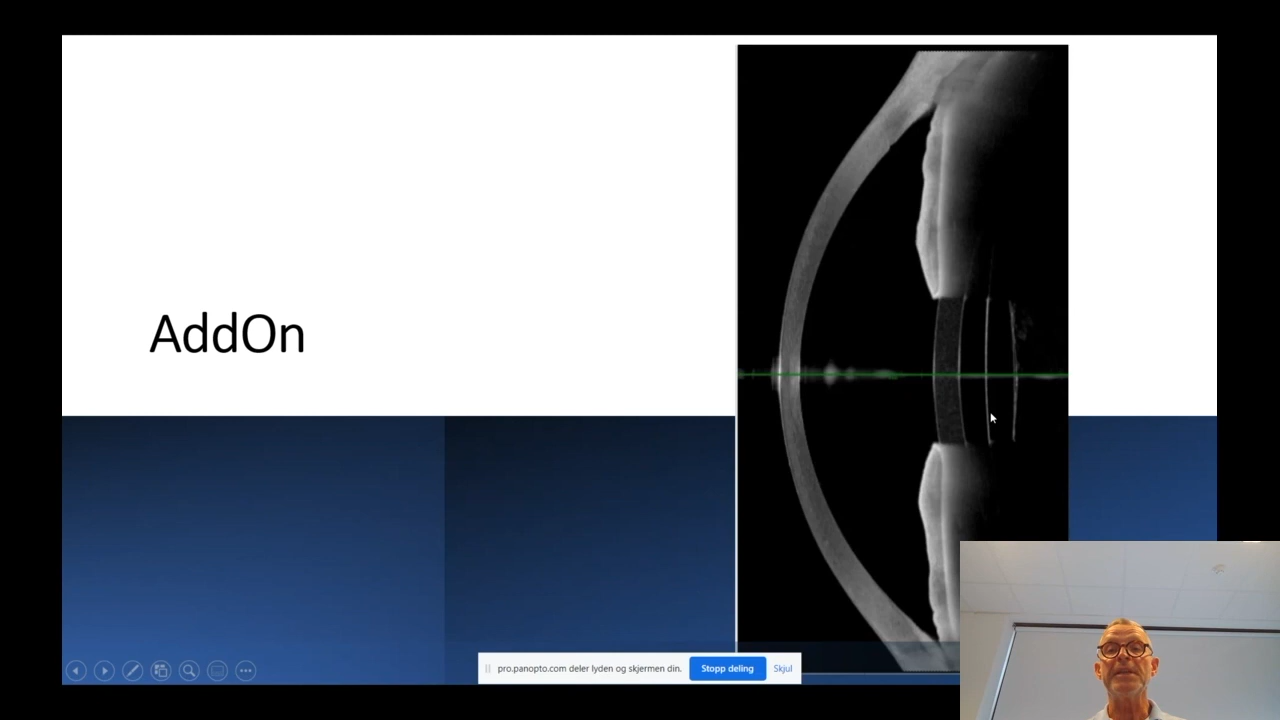 AddOn
pro.panopto.com deler lyden og skjermen din.
Stopp deling
Skjul